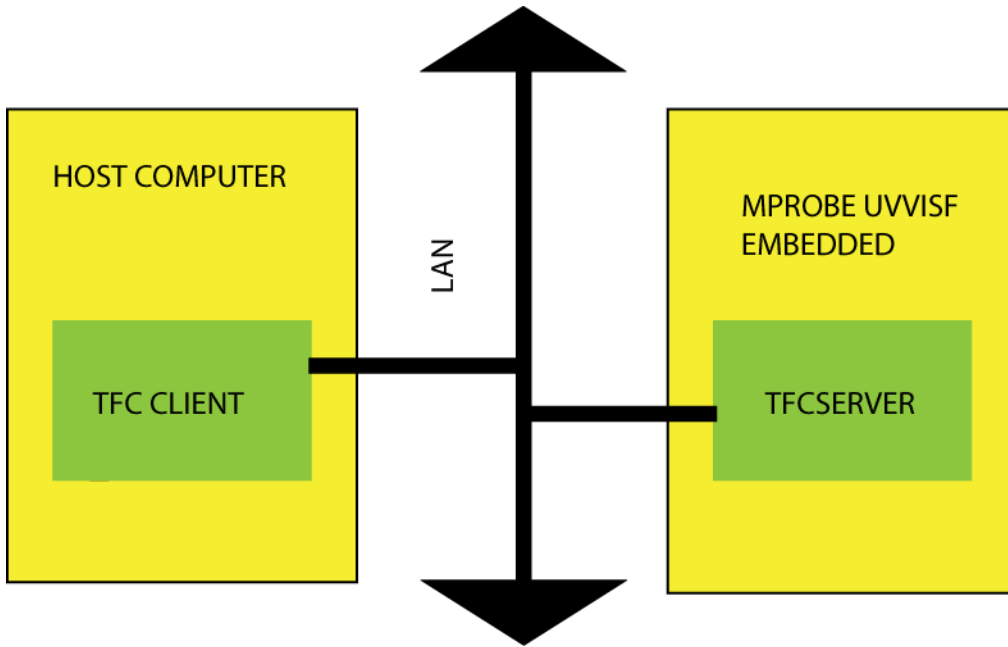 HOST COMPUTER
TFC CLIENT
LAN
MPROBE UVVISF
EMBEDDED
TFCSERVER